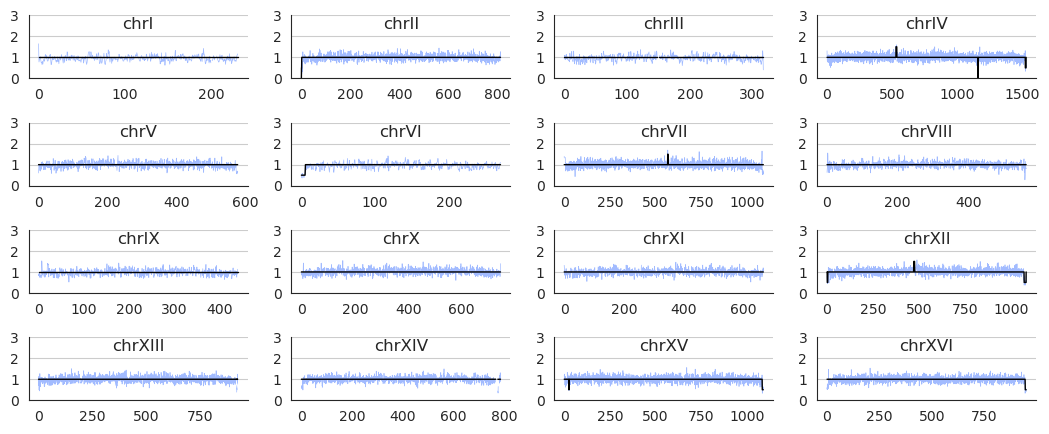 chrI chrII chrIII chrIV
3 3 3 3
2 2 2 2
1 1 1 1
0 0 0 0
0 100 200 0 200 400 600 800 0 100 200 300 0 500 1000 1500
chrV chrVI chrVII chrVIII
3 3 3 3
2 2 2 2
1 1 1 1
0 0 0 0
0 200 400 600 0 100 200 0 250 500 750 1000 0 200 400
chrIX chrX chrXI chrXII
3 3 3 3
2 2 2 2
1 1 1 1
0 0 0 0
0 100 200 300 400 0 200 400 600 0 200 400 600 0 250 500 750 1000
chrXIII chrXIV chrXV chrXVI
3 3 3 3
2 2 2 2
1 1 1 1
0 0 0 0
0 250 500 750 0 200 400 600 800 0 250 500 750 1000 0 250 500 750